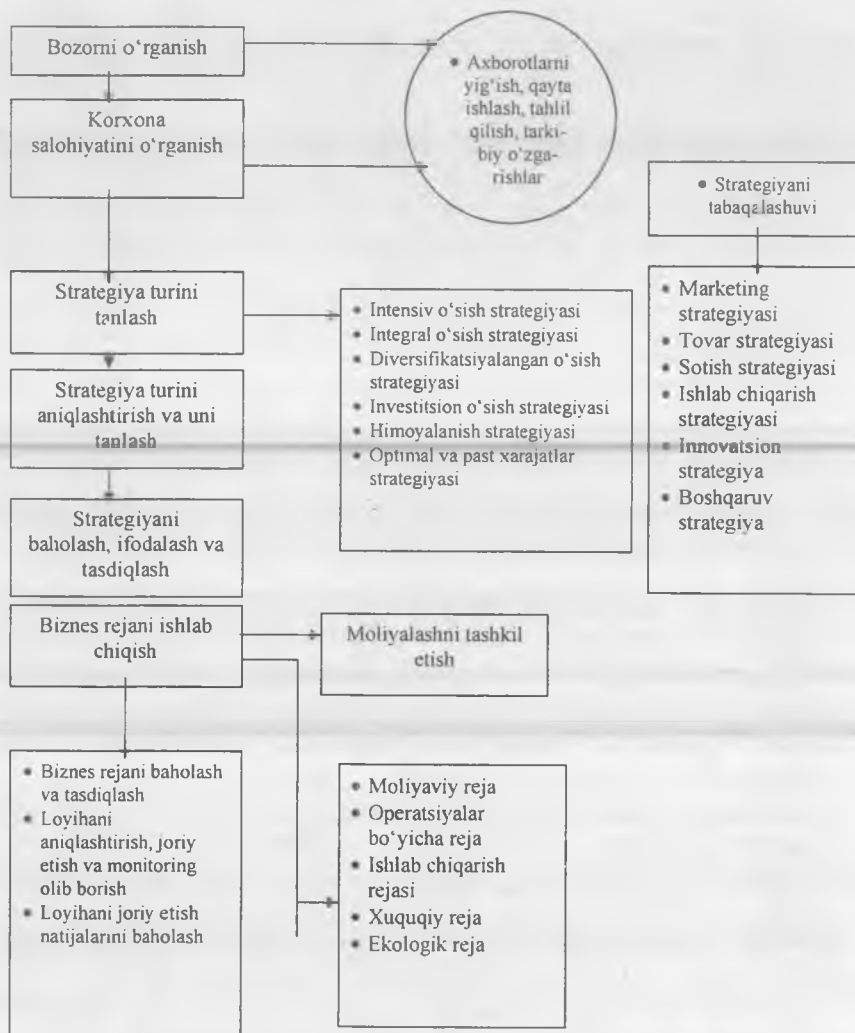 Bozorni o‘rganish
Korxona
salohiyatini o‘rganish
• Axborotlarni
yig‘ish, qayta
ishlash, tahlil
qilish, tarki-
biy o‘zga-
rishlar
• Strategiyani
tabaqalashuvi
Strategiya turini
tanlash
• Intensiv o‘sish strategiyasi
• Integral o‘sish strategiyasi
• Diversifikatsiyalangan o‘sish
strategiyasi
• Investitsion o‘sish strategiyasi
• Himoyalanish strategiyasi
• Optimal va past xarajatlar
strategiyasi
• Marketing
strategiyasi
• Tovar strategiyasi
• Sotish strategiyasi
• Ishlab chiqarish
strategiyasi
• Innovatsion
strategiya
• Boshqaruv
strategiya
Strategiya turini
aniqlashtirish va uni
tanlash
Strategiyani
baholash, ifodalash va
tasdiqlash
Biznes rejani ishlab
chiqish
Moliyalashni tashkil
etish
• Biznes rejani baholash
va tasdiqlash
• Loyihani
aniqlashtirish, joriy
etish va monitoring
olib borish
• Loyihani joriy etish
natijalarini baholash
• Moliyaviy reja
• Operatsiyalar
bo‘yicha reja
• Ishlab chiqarish
rejasi
• Xuquqiy reja
• Ekologik reja